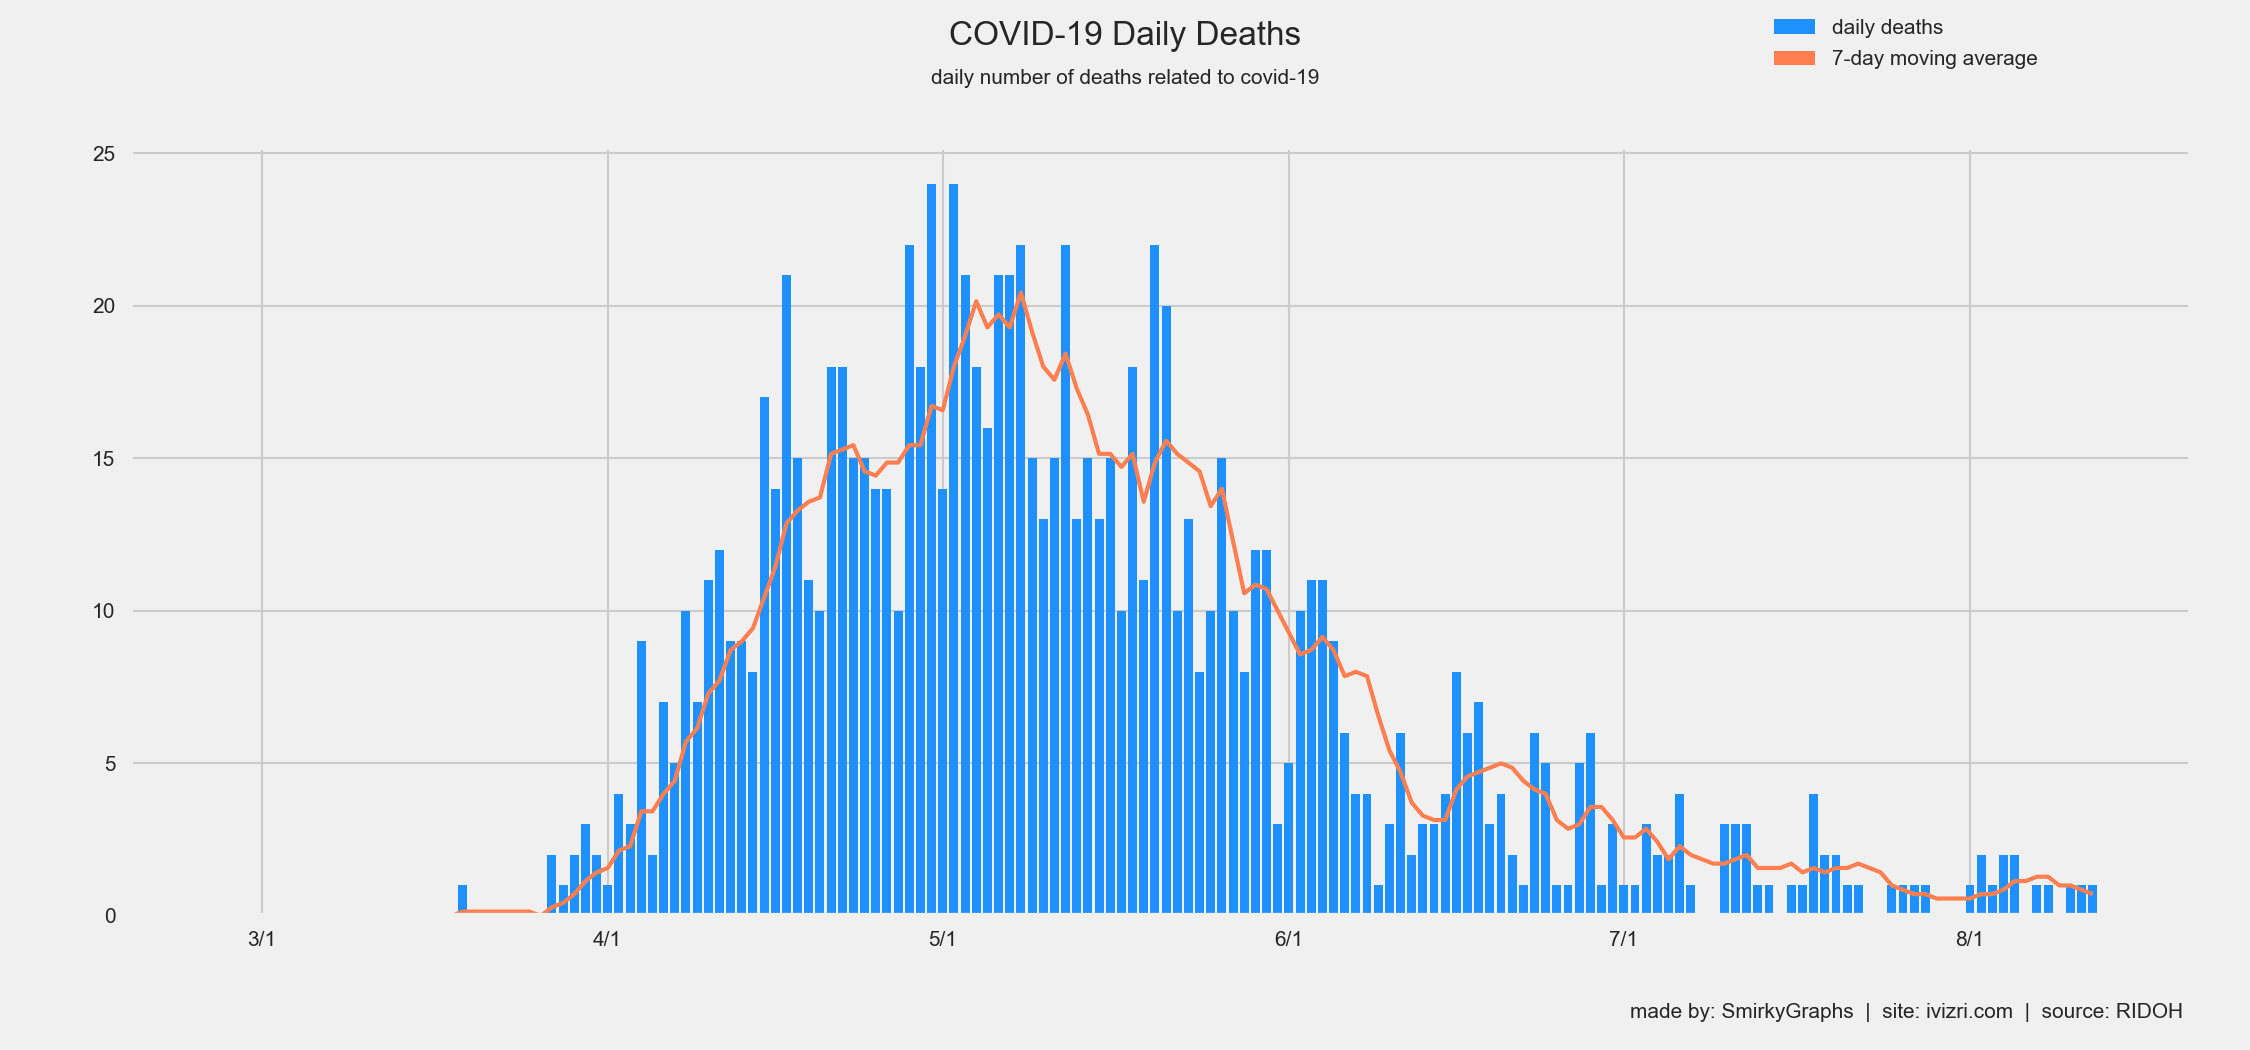 COVID-19 Daily Deaths
daily number of deaths related to covid-19
daily deaths
7-day moving average
25
20
15
10
5
0
3/1 4/1 5/1 6/1 7/1 8/1
made by: SmirkyGraphs | site: ivizri.com | source: RIDOH